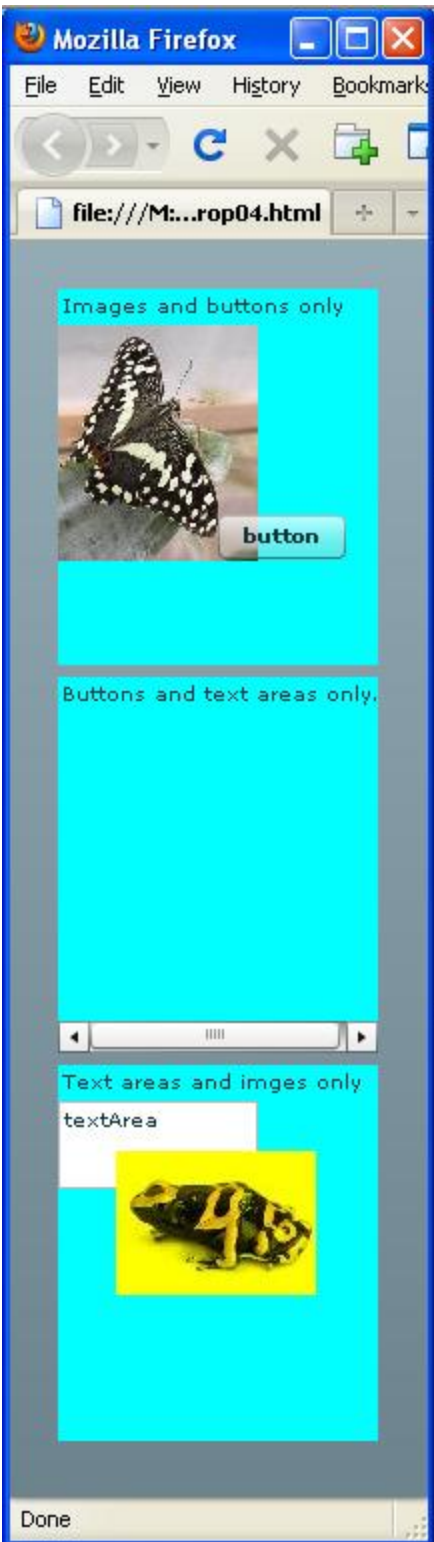 Mozilla Firefox
File Edit View History Bookmark
file:///M:...rop04.html
Images and buttons only
button
Buttons and text areas only.
Text areas and imges only
textArea
Done